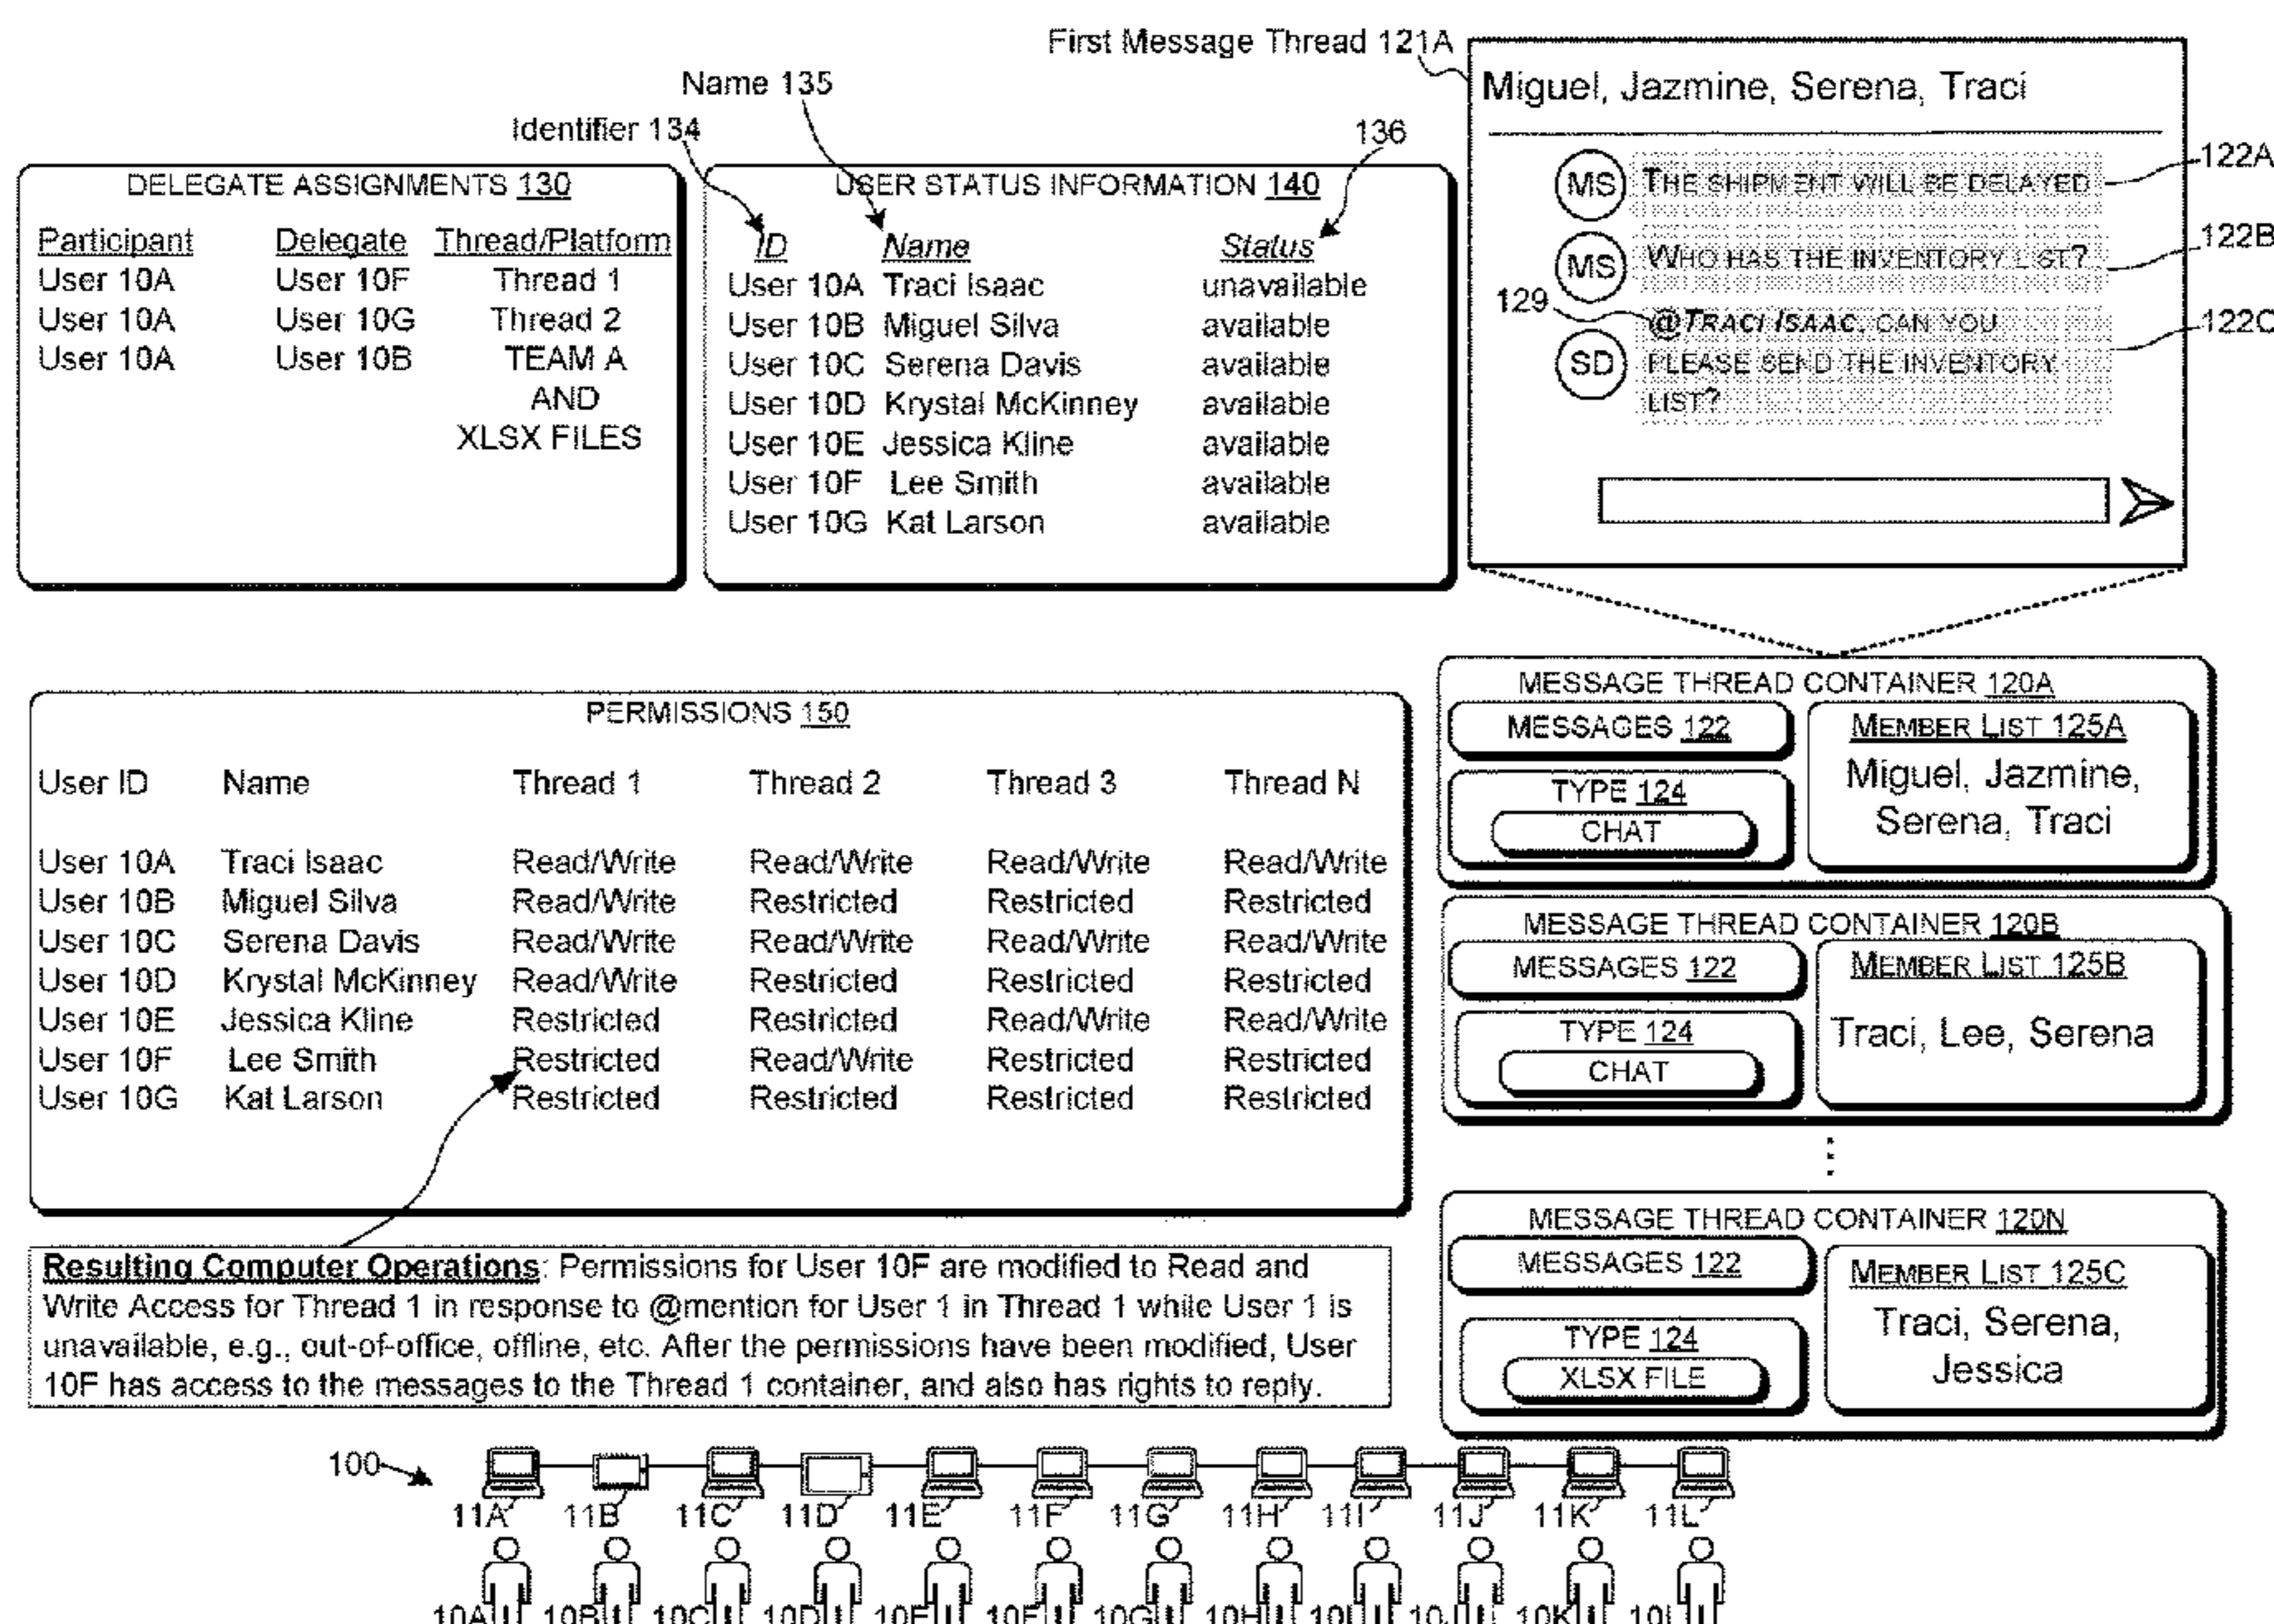 First Message Thread 121A
Name 135
Identifier 134
136
DELEGATE ASSIGNMENTS 130
Participant Delegate Thread/Platform
User 10A User 10F Thread 1
User 10A User 10G Thread 2
User 10A User 10B TEAM A
AND
XLSX FILES
USER STATUS INFORMATION 140
ID Name Status
User 10A Traci Isaac unavailable
User 10B Miguel Silva available
User 10C Serena Davis available
User 10D Krystal McKinney available
User 10E Jessica Kline available
User 10F Lee Smith available
User 10G Kat Larson available
Miguel, Jazmine, Serena, Traci
MS THE SHIPMENT WILL BE DELAYED 122A
MS WHO HAS THE INVENTORY LIST? 122B
129
@TRACI ISAAC, CAN YOU 122C
SD PLEASE SEND THE INVENTORY
LIST?
PERMISSIONS 150
User ID Name Thread 1 Thread 2 Thread 3 Thread N
User 10A Traci Isaac Read/Write Read/Write Read/Write Read/Write
User 10B Miguel Silva Read/Write Restricted Restricted Restricted
User 10C Serena Davis Read/Write Read/Write Read/Write Read/Write
User 10D Krystal McKinney Read/Write Restricted Restricted Restricted
User 10E Jessica Kline Restricted Restricted Read/Write Read/Write
User 10F Lee Smith Restricted Read/Write Restricted Restricted
User 10G Kat Larson Restricted Restricted Restricted Restricted
MESSAGE THREAD CONTAINER 120A
MESSAGES 122
TYPE 124
CHAT
MEMBER LIST 125A
Miguel, Jazmine,
Serena, Traci
MESSAGE THREAD CONTAINER 120B
MESSAGES 122
TYPE 124
CHAT
MEMBER LIST 125B
Traci, Lee, Serena
MESSAGE THREAD CONTAINER 120N
MESSAGES 122
TYPE 124
XLSX FILE
MEMBER LIST 125C
Traci, Serena,
Jessica
Resulting Computer Operations: Permissions for User 10F are modified to Read and
Write Access for Thread 1 in response to @mention for User 1 in Thread 1 while User 1 is
unavailable, e.g., out-of-office, offline, etc. After the permissions have been modified, User
10F has access to the messages to the Thread 1 container, and also has rights to reply.
100
11A 11B 11C 11D 11E 11F 11G 11H 11I 11J 11K 11L
10A 10B 10C 10D 10E 10F 10G 10H 10I 10J 10K 10L